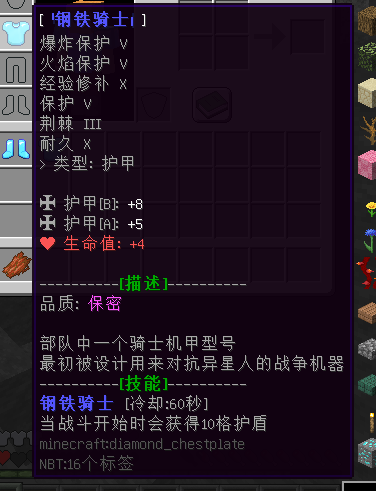 [ 钢铁骑士 ]
爆炸保护 V
火焰保护 V
经验修补 X
保护 V
荆棘 III
耐久 X
> 类型: 护甲
护甲[B]: +8
护甲[A]: +5
生命值: +4
----------[描述]----------
品质: 保密
部队中一个骑士机甲型号
最初被设计用来对抗异星人的战争机器
----------[技能]----------
钢铁骑士 [冷却:60秒]
当战斗开始时会获得10格护盾
minecraft:diamond_chestplate
NBT:16个标签